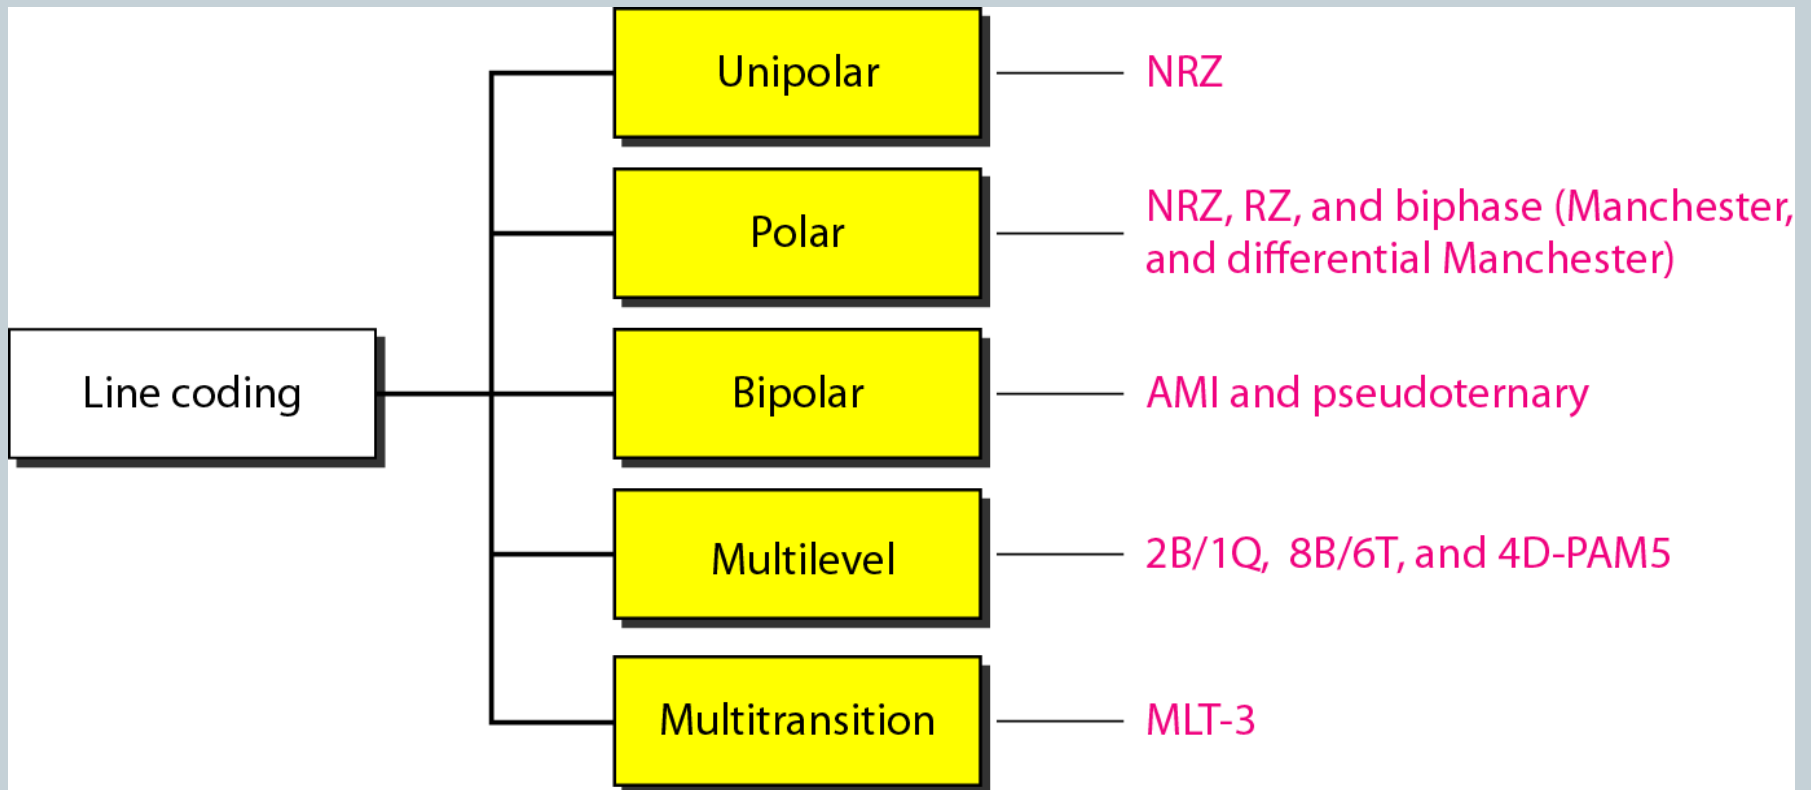 Line coding
Unipolar
NRZ
Polar
NRZ, RZ, and biphase (Manchester,
and differential Manchester)
Bipolar
AMI and pseudoternary
Multilevel
2B/1Q, 8B/6T, and 4D-PAM5
Multitransition
MLT-3